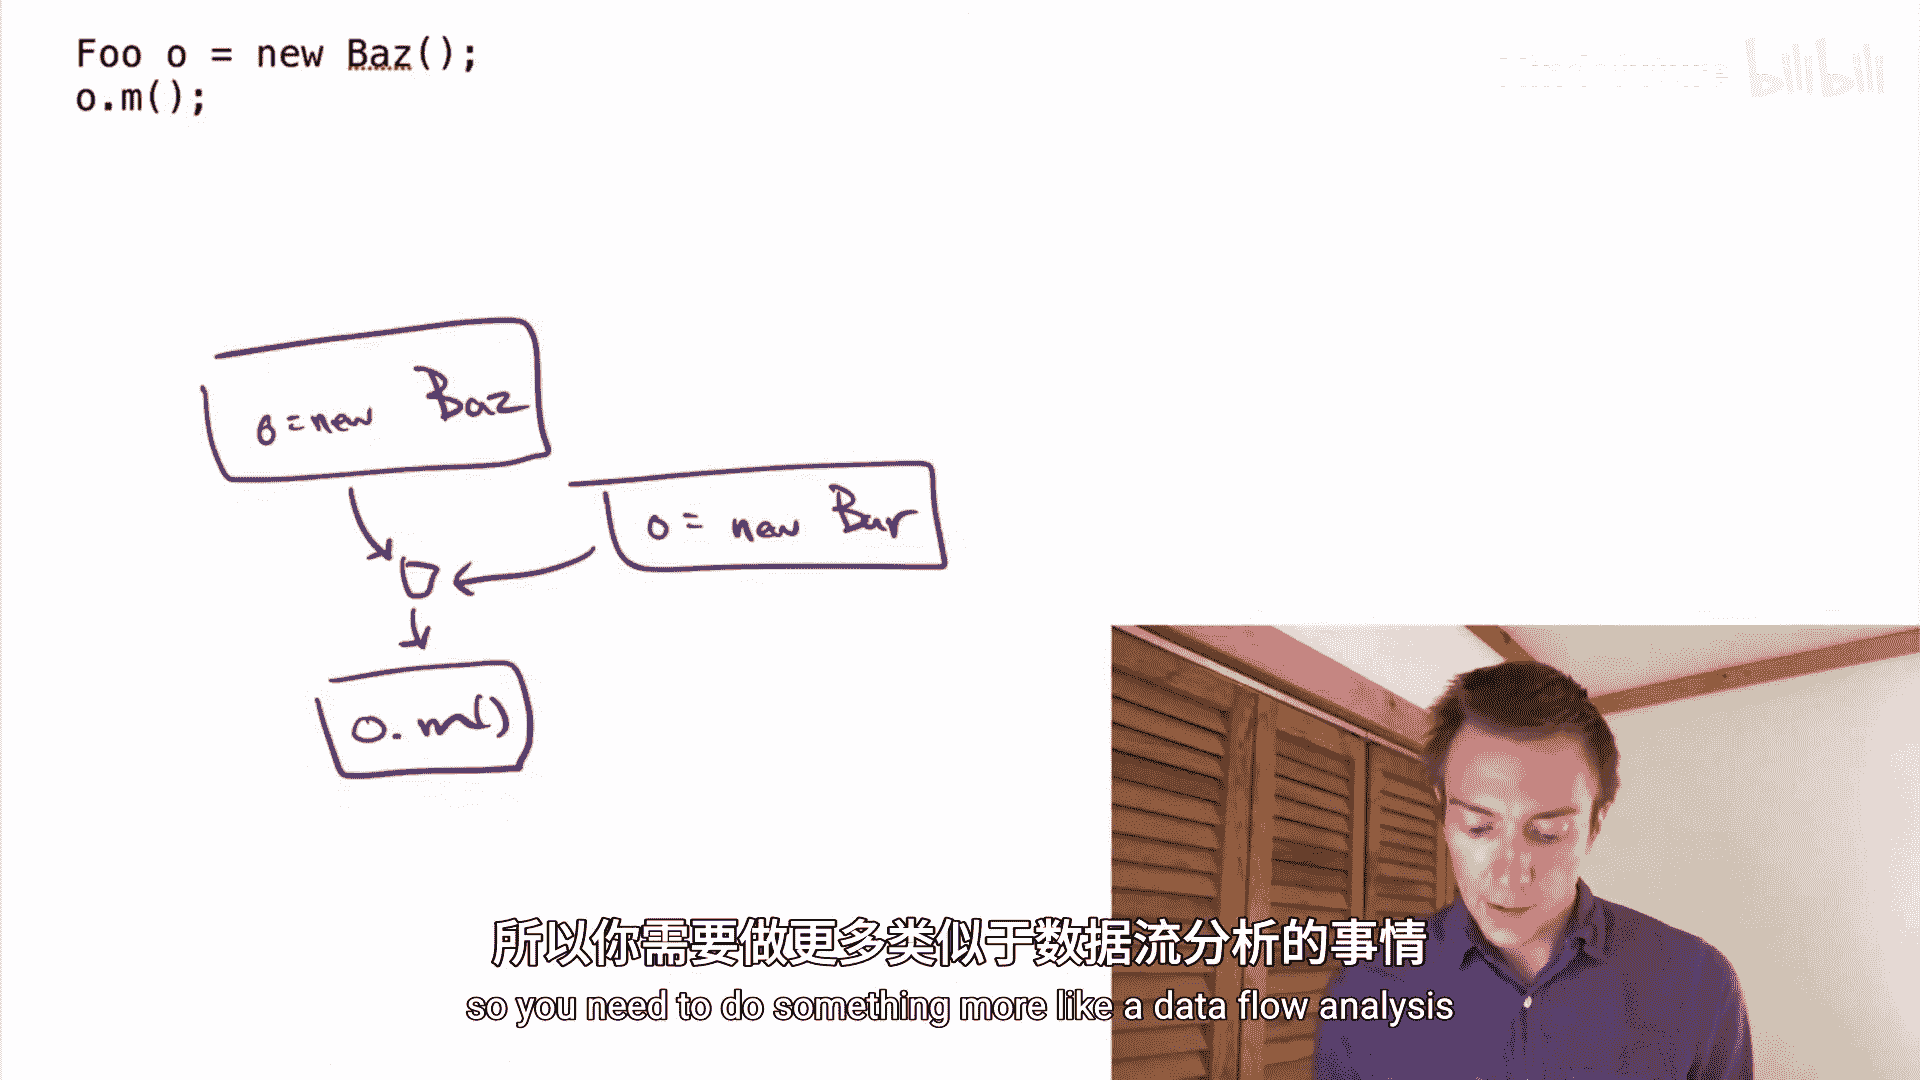 Foo o = new Baz();
o.m();
bilibili
o = new Baz
o = new Bar
o.m()
所以你需要做更多类似于数据流分析的事情
so you need to do something more like a data flow analysis